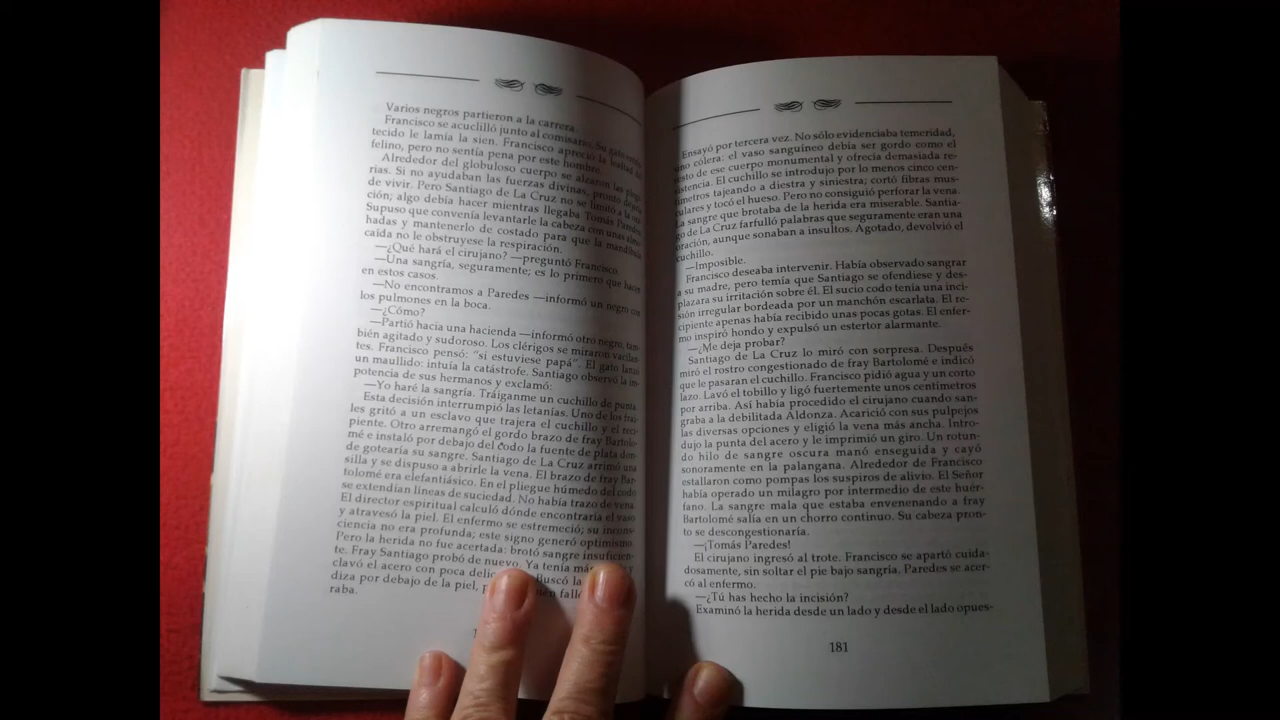 Varios negros partieron a la carrera.
Francisco se acuclilló junto al comisario. Su gato
tecido le lamía la sien. Francisco apreció la lealtad del
felino, pero no sentía pena por este hombre.
Alrededor del globuloso cuerpo se alzaron las plega-
rias. Si no ayudaban las fuerzas divinas, pronto
de vivir. Pero Santiago de La Cruz no se limitó a la
ción; algo debía hacer mientras llegaba Tomás Paredes.
Supuso que convenía levantarle la cabeza con unas almo-
hadas y mantenerlo de costado para que la mandíbula
caída no le obstruyese la respiración.
—¿Qué hará el cirujano? —preguntó Francisco.
—Una sangría, seguramente; es lo primero que hacen
en estos casos.
—No encontramos a Paredes —informó un negro con
los pulmones en la boca.
—¿Cómo?
—Partió hacia una hacienda —informó otro negro, tam-
bién agitado y sudoroso. Los clérigos se miraron vacilan-
tes. Francisco pensó: “si estuviese papá”. El gato lanzó
un maullido: intuía la catástrofe. Santiago observó la im-
potencia de sus hermanos y exclamó:
—Yo haré la sangría. Tráiganme un cuchillo de punta.
Esta decisión interrumpió las letanías. Uno de los frai-
les gritó a un esclavo que trajera el cuchillo y el reci-
piente. Otro arremangó el gordo brazo de fray Bartolo-
mé e instaló por debajo del codo la fuente de plata don-
de gotearía su sangre. Santiago de La Cruz arrimó una
silla y se dispuso a abrirle la vena. El brazo de fray Bar-
tolomé era elefantiásico. En el pliegue húmedo del codo
se extendían líneas de suciedad. No había trazo de vena.
El director espiritual calculó dónde encontraría el vaso
y atravesó la piel. El enfermo se estremeció; su incons-
ciencia no era profunda; este signo generó optimismo.
Pero la herida no fue acertada: brotó sangre insuficien-
te. Fray Santiago probó de nuevo. Ya tenía más
clavó el acero con poca Buscó la
diza por debajo de la piel, falló
raba.
Ensayó por tercera vez. No sólo evidenciaba temeridad,
sino cólera: el vaso sanguíneo debía ser gordo como el
resto de ese cuerpo monumental y ofrecía demasiada re-
sistencia. El cuchillo se introdujo por lo menos cinco cen-
tímetros tajeando a diestra y siniestra; cortó fibras mus-
culares y tocó el hueso. Pero no consiguió perforar la vena.
La sangre que brotaba de la herida era miserable. Santia-
go de La Cruz farfulló palabras que seguramente eran una
oración, aunque sonaban a insultos. Agotado, devolvió el
cuchillo.
—Imposible.
Francisco deseaba intervenir. Había observado sangrar
a su madre, pero temía que Santiago se ofendiese y des-
plazara su irritación sobre él. El sucio codo tenía una inci-
sión irregular bordeada por un manchón escarlata. El re-
cipiente apenas había recibido unas pocas gotas. El enfer-
mo inspiró hondo y expulsó un estertor alarmante.
—¿Me deja probar?
Santiago de La Cruz lo miró con sorpresa. Después
miró el rostro congestionado de fray Bartolomé e indicó
que le pasaran el cuchillo. Francisco pidió agua y un corto
lazo. Lavó el tobillo y ligó fuertemente unos centímetros
por arriba. Así había procedido el cirujano cuando san-
graba a la debilitada Aldonza. Acarició con sus pulpejos
las diversas opciones y eligió la vena más ancha. Intro-
dujo la punta del acero y le imprimió un giro. Un rotun-
do hilo de sangre oscura manó enseguida y cayó
sonoramente en la palangana. Alrededor de Francisco
estallaron como pompas los suspiros de alivio. El Señor
había operado un milagro por intermedio de este huér-
fano. La sangre mala que estaba envenenando a fray
Bartolomé salía en un chorro continuo. Su cabeza pron-
to se descongestionaría.
—¡Tomás Paredes!
El cirujano ingresó al trote. Francisco se apartó cuida-
dosamente, sin soltar el pie bajo sangría. Paredes se acer-
có al enfermo.
—¿Tú has hecho la incisión?
Examinó la herida desde un lado y desde el lado opues-
181